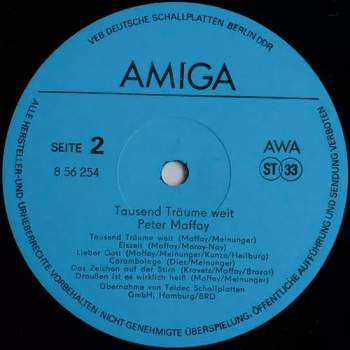 VEB DEUTSCHE SCHALLPLATTEN BERLIN DDR
AMIGA
SEITE 2
AWA
8 56 254
ST 33
Tausend Träume weit
Peter Maffay
Tausend Träume weit (Maffay/Meinunger)
Eiszeit (Maffay/Maray-Nay)
Lieber Gott (Maffay/Meinunger/Kunze/Heilburg)
Carambolage (Diez/Meinunger)
Das Zeichen auf der Stirn (Kravetz/Maffay/Brozat)
Draußen ist es wirklich heiß (Maffay/Meinunger)
Übernahme von Teldec Schallplatten
GmbH, Hamburg/BRD
ALLE HERSTELLER-UND URHEBERRECHTE VORBEHALTEN NICHT GENEHMIGTE ÜBERSPIELUNG, ÖFFENTLICHE AUFFÜHRUNG UND SENDUNG VERBOTEN